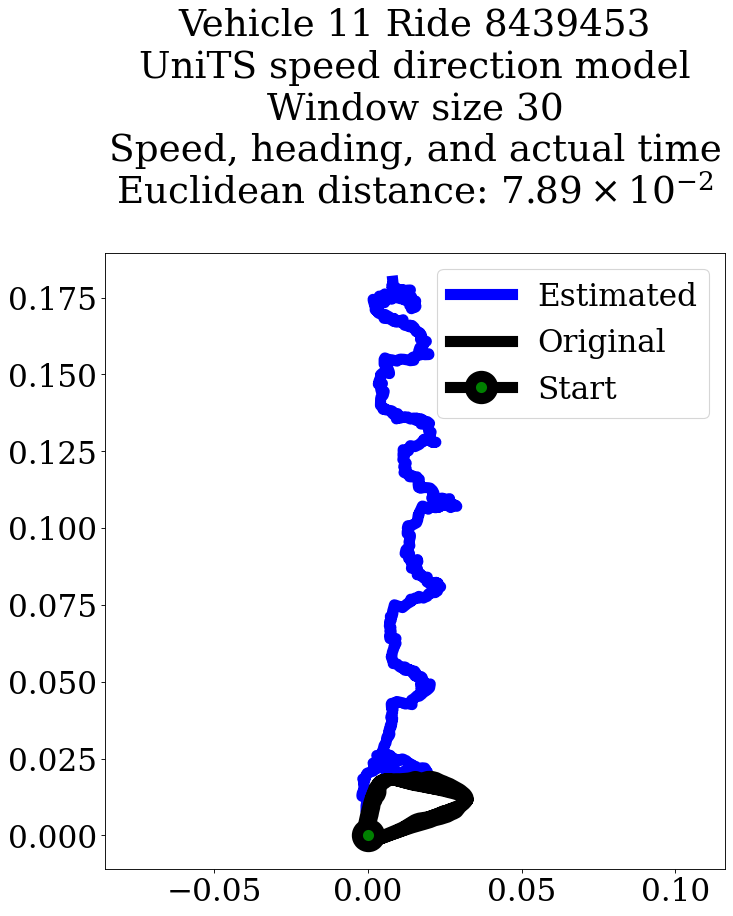 Vehicle 11 Ride 8439453
UniTS speed direction model
Window size 30
Speed, heading, and actual time
Euclidean distance: 7.89 × 10⁻²
Estimated
Original
Start
0.175
0.150
0.125
0.100
0.075
0.050
0.025
0.000
−0.05 0.00 0.05 0.10